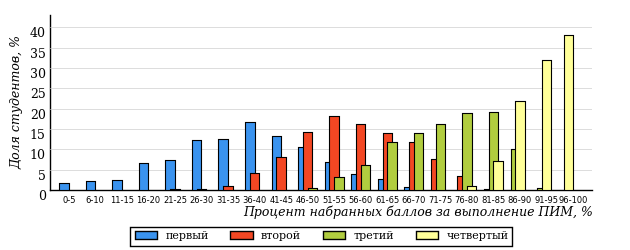 Доля студентов, %
40
35
30
25
20
15
10
5
0
0-5 6-10 11-15 16-20 21-25 26-30 31-35 36-40 41-45 46-50 51-55 56-60 61-65 66-70 71-75 76-80 81-85 86-90 91-95 96-100
Процент набранных баллов за выполнение ПИМ, %
первый второй третий четвертый